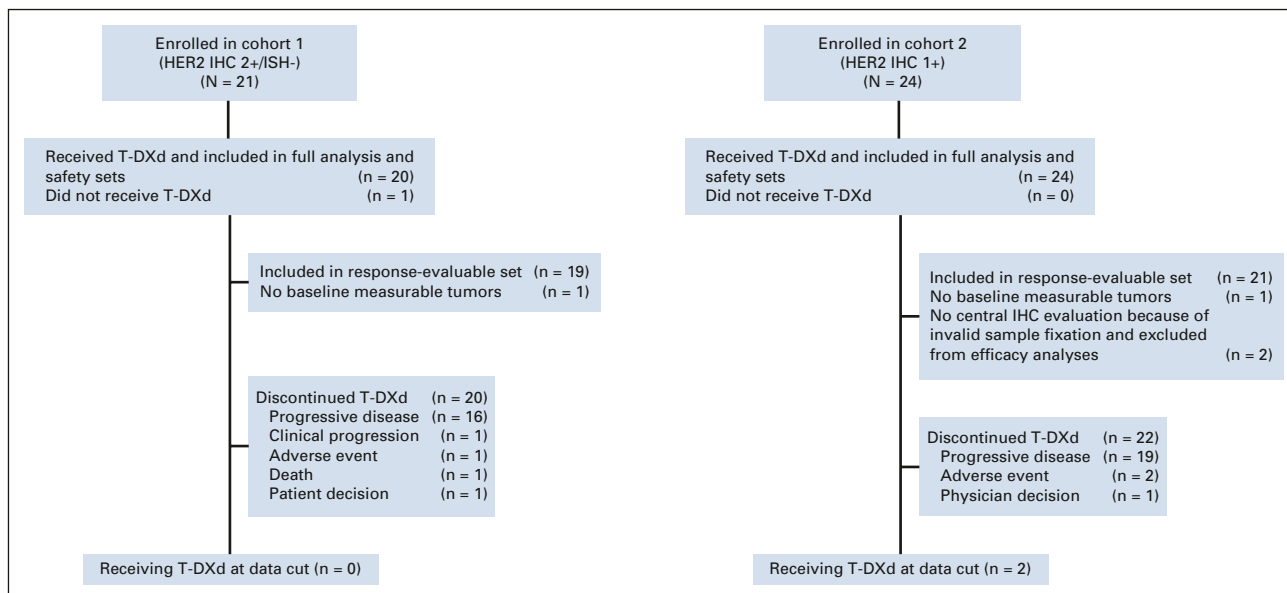 Enrolled in cohort 1
(HER2 IHC 2+/ISH-)
(N = 21)
Received T-DXd and included in full analysis and
safety sets (n = 20)
Did not receive T-DXd (n = 1)
Included in response-evaluable set (n = 19)
No baseline measurable tumors (n = 1)
Discontinued T-DXd (n = 20)
Progressive disease (n = 16)
Clinical progression (n = 1)
Adverse event (n = 1)
Death (n = 1)
Patient decision (n = 1)
Receiving T-DXd at data cut (n = 0)
Enrolled in cohort 2
(HER2 IHC 1+)
(N = 24)
Received T-DXd and included in full analysis and
safety sets (n = 24)
Did not receive T-DXd (n = 0)
Included in response-evaluable set (n = 21)
No baseline measurable tumors (n = 1)
No central IHC evaluation because of
invalid sample fixation and excluded
from efficacy analyses (n = 2)
Discontinued T-DXd (n = 22)
Progressive disease (n = 19)
Adverse event (n = 2)
Physician decision (n = 1)
Receiving T-DXd at data cut (n = 2)